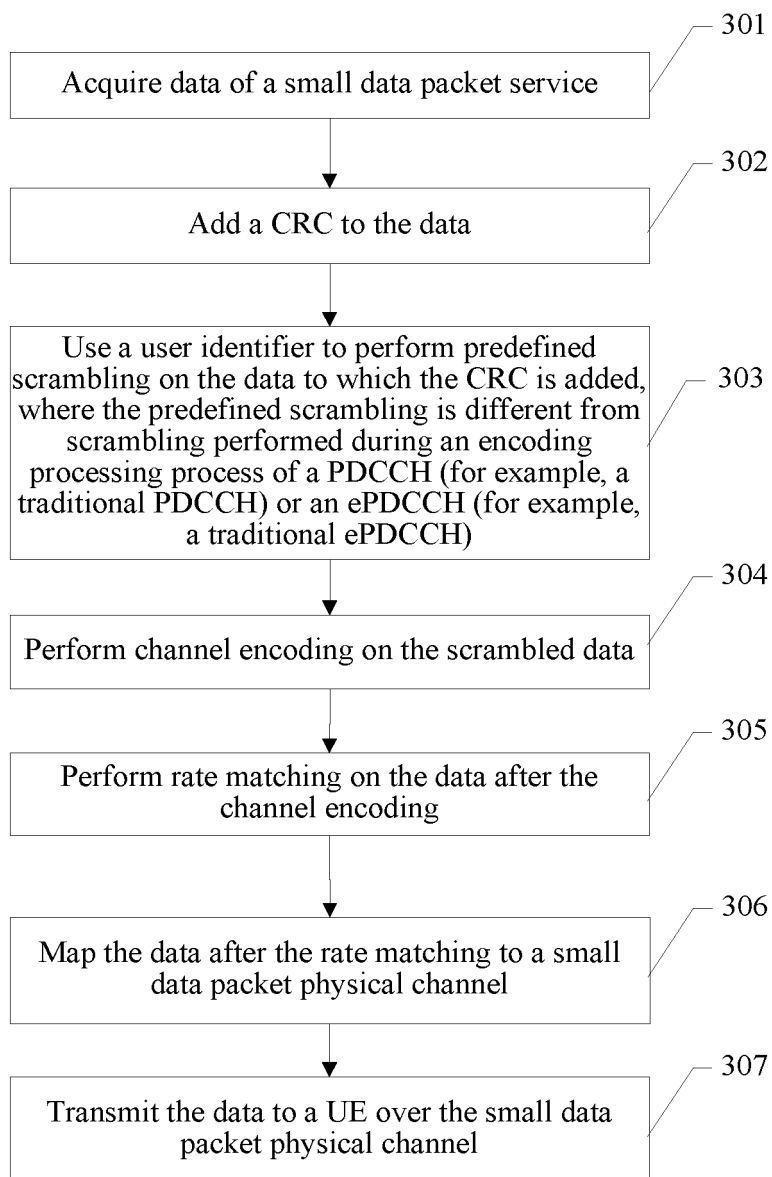 301
Acquire data of a small data packet service
302
Add a CRC to the data
Use a user identifier to perform predefined
scrambling on the data to which the CRC is added,
where the predefined scrambling is different from
scrambling performed during an encoding
processing process of a PDCCH (for example, a
traditional PDCCH) or an ePDCCH (for example,
a traditional ePDCCH)
303
304
Perform channel encoding on the scrambled data
305
Perform rate matching on the data after the
channel encoding
306
Map the data after the rate matching to a small
data packet physical channel
307
Transmit the data to a UE over the small data
packet physical channel